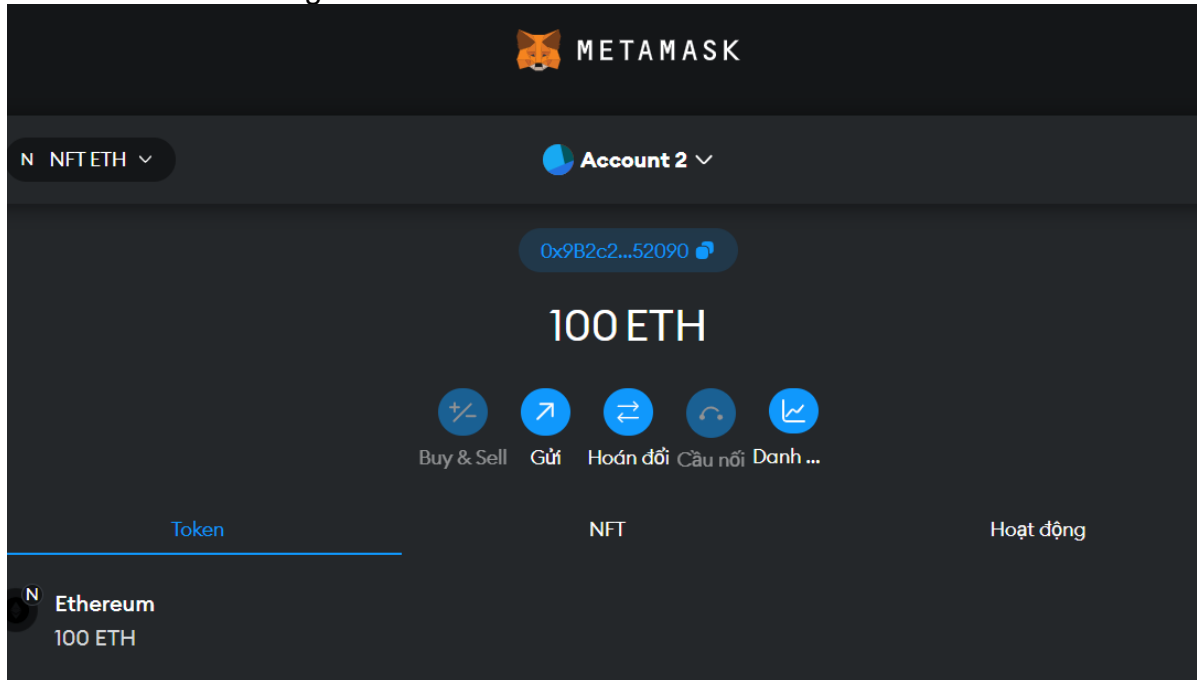 METAMASK
N NFT ETH
Account 2
0x9B2c2...52090
100 ETH
Buy & Sell Gửi Hoán đổi Cầu nối Danh ...
Token NFT Hoạt động
N
Ethereum
100 ETH